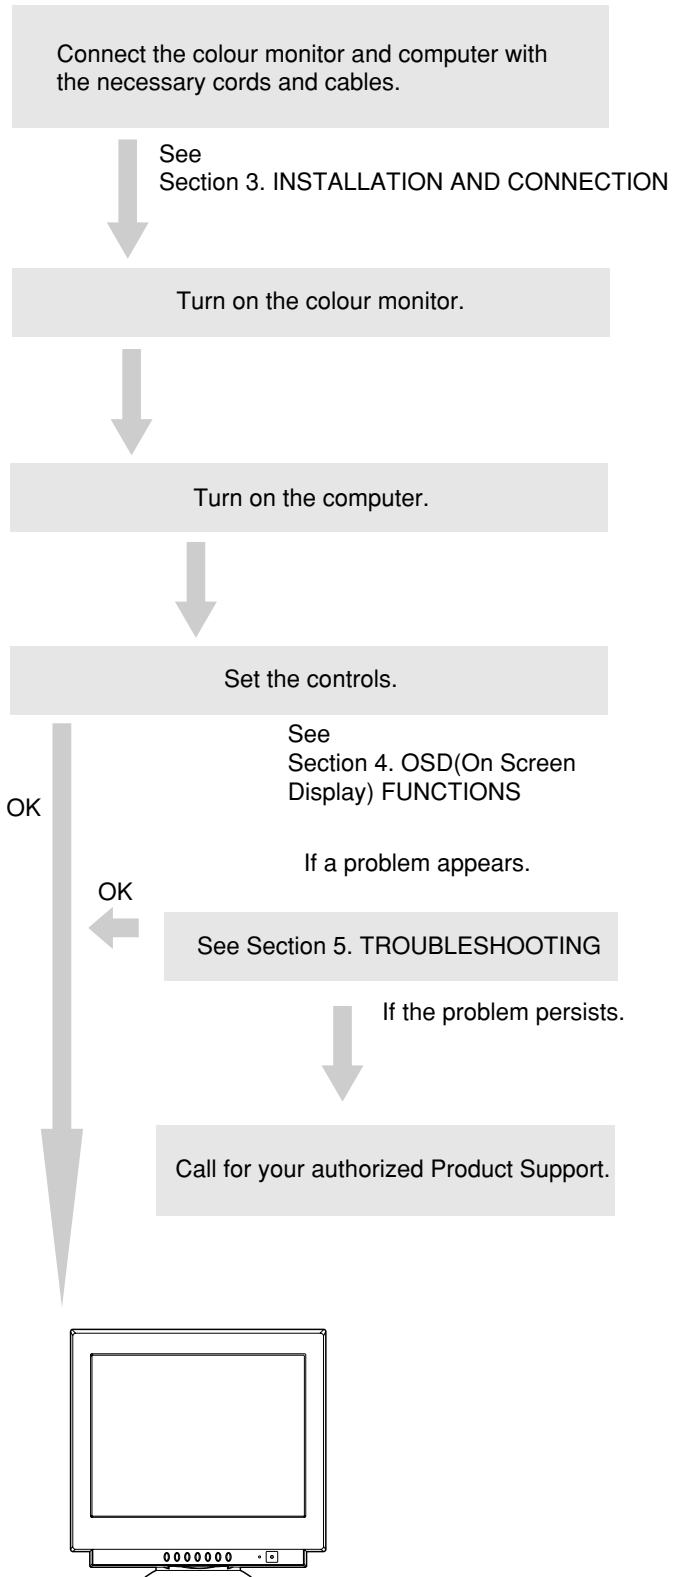 Connect the colour monitor and computer with
the necessary cords and cables.
See
Section 3. INSTALLATION AND CONNECTION
Turn on the colour monitor.
Turn on the computer.
Set the controls.
See
Section 4. OSD(On Screen
Display) FUNCTIONS
OK
If a problem appears.
OK
See Section 5. TROUBLESHOOTING
If the problem persists.
Call for your authorized Product Support.